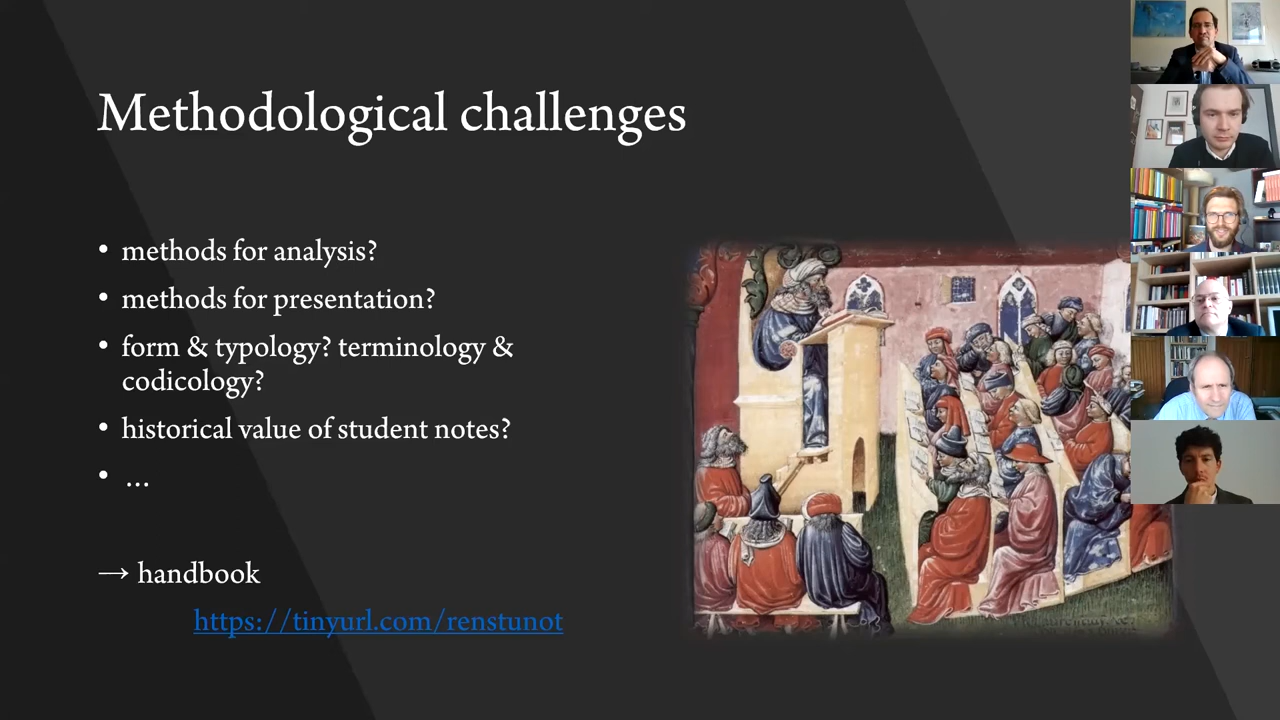 Methodological challenges
• methods for analysis?
• methods for presentation?
• form & typology? terminology &
codicology?
• historical value of student notes?
• ...
→ handbook
https://tinyurl.com/renstunot